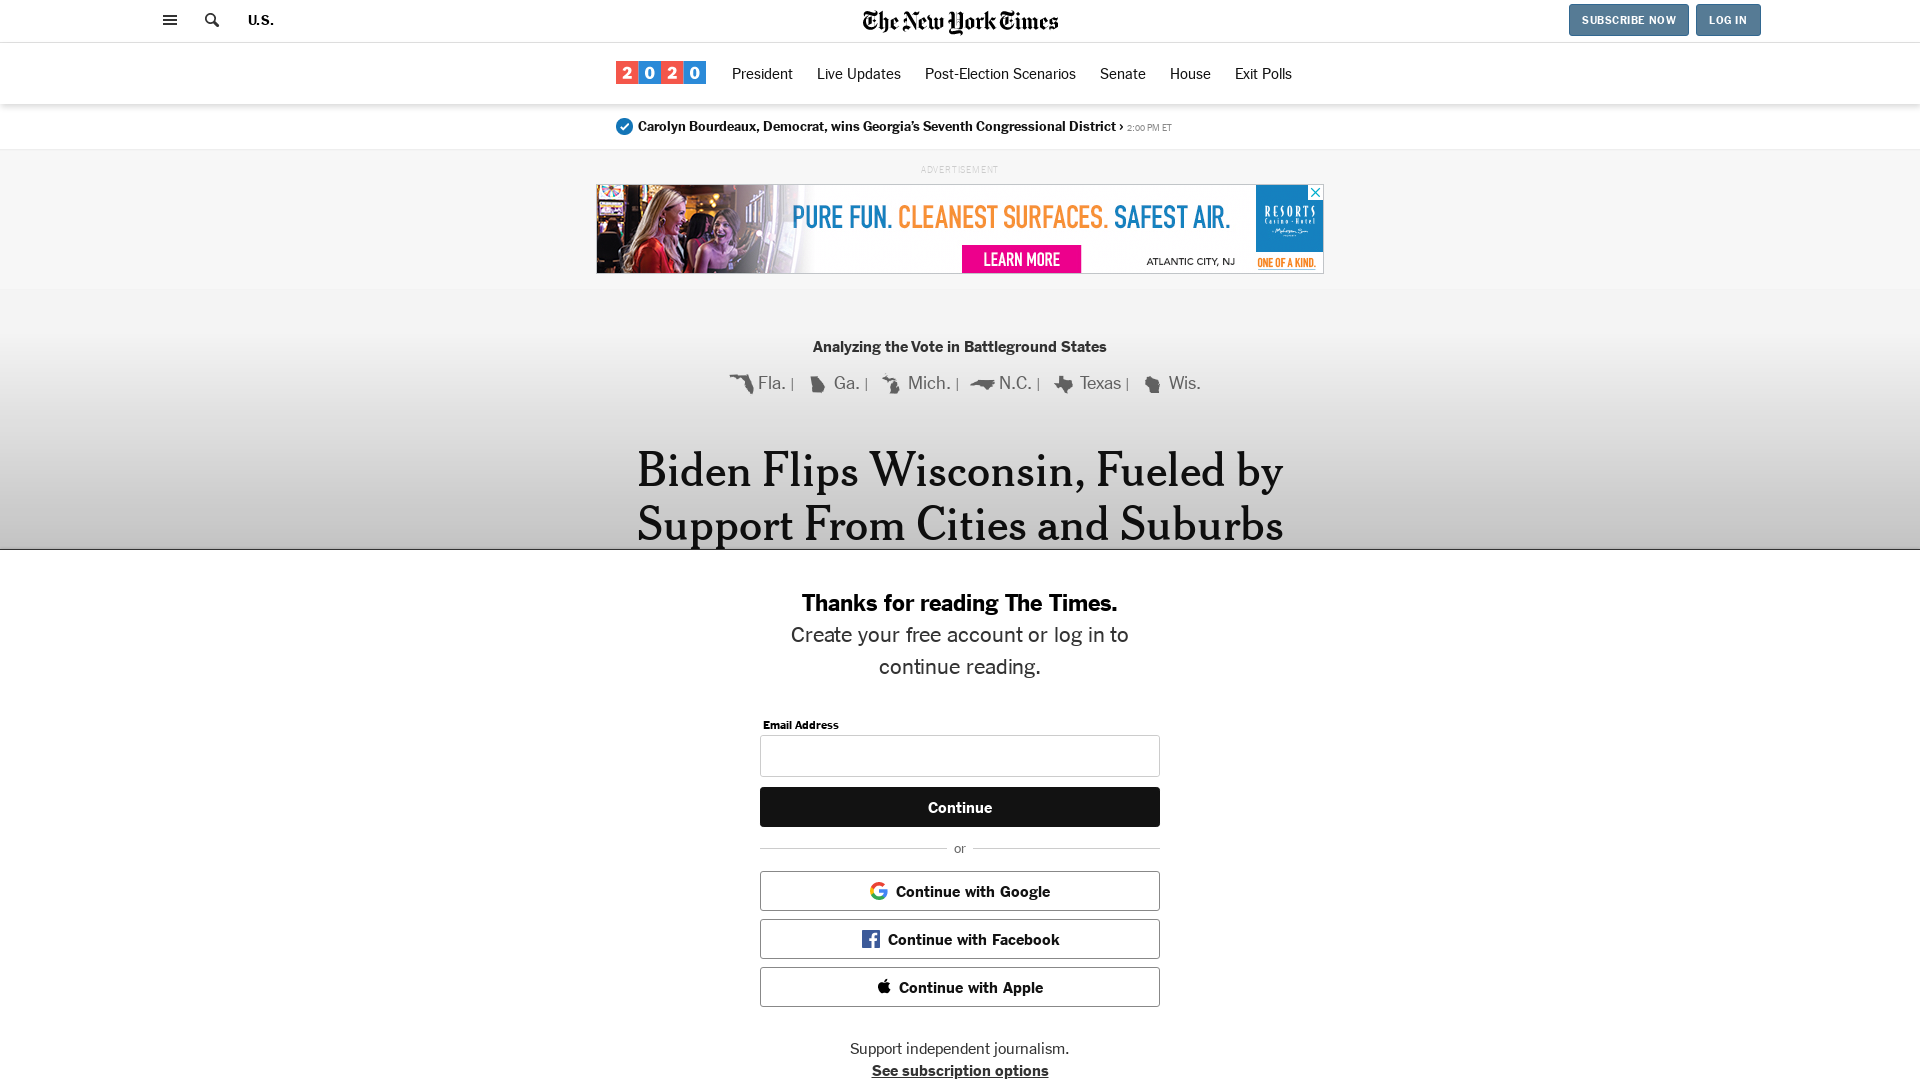 U.S.
The New York Times
SUBSCRIBE NOW
LOG IN
2020
President
Live Updates
Post-Election Scenarios
Senate
House
Exit Polls
Carolyn Bourdeaux, Democrat, wins Georgia’s Seventh Congressional District › 2:00 PM ET
ADVERTISEMENT
PURE FUN. CLEANEST SURFACES. SAFEST AIR.
LEARN MORE
ATLANTIC CITY, NJ
RESORTS
Casino • Hotel
Mohegan Sun
ONE OF A KIND.
Analyzing the Vote in Battleground States
Fla. | Ga. | Mich. | N.C. | Texas | Wis.
Biden Flips Wisconsin, Fueled by
Support From Cities and Suburbs
Thanks for reading The Times.
Create your free account or log in to
continue reading.
Email Address
Continue
or
Continue with Google
Continue with Facebook
Continue with Apple
Support independent journalism.
See subscription options